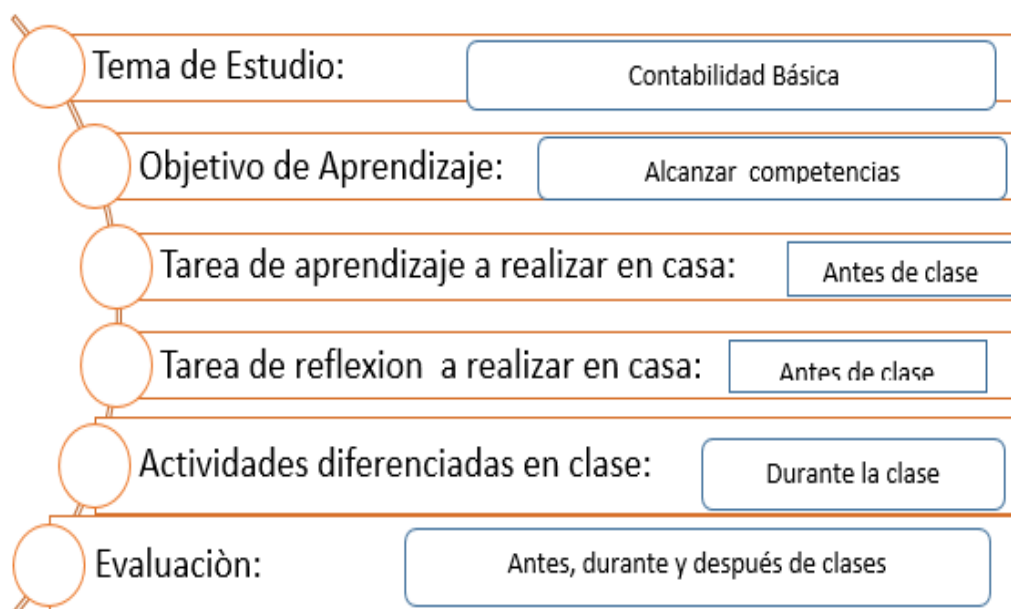 Tema de Estudio: Contabilidad Básica
Objetivo de Aprendizaje: Alcanzar competencias
Tarea de aprendizaje a realizar en casa: Antes de clase
Tarea de reflexion a realizar en casa: Antes de clase
Actividades diferenciadas en clase: Durante la clase
Evaluaciòn: Antes, durante y después de clases